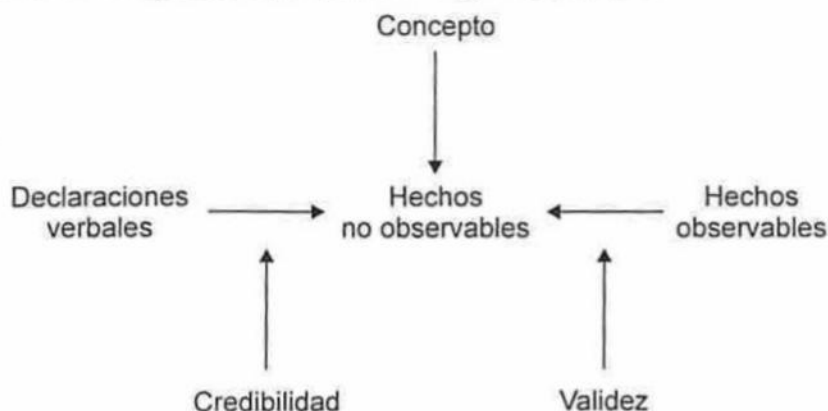 Concepto
Declaraciones
verbales
Hechos
no observables
Hechos
observables
Credibilidad
Validez